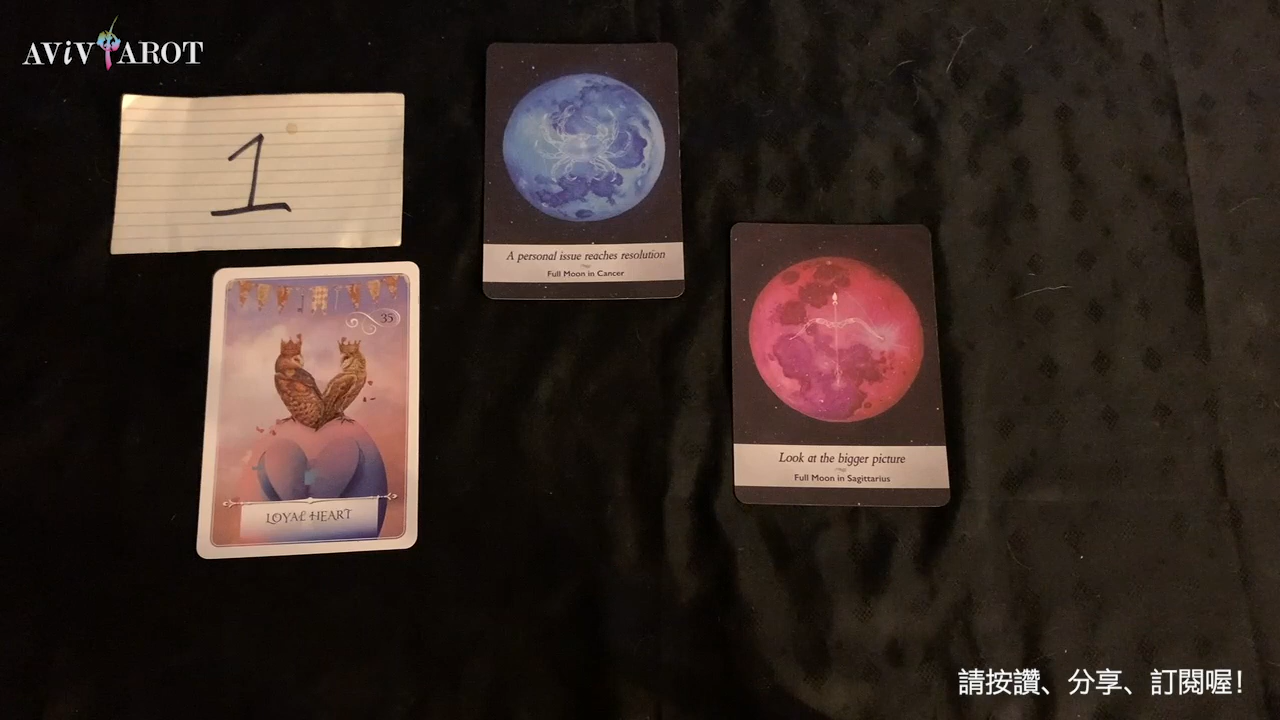 AViVTAROT
1
A personal issue reaches resolution
Full Moon in Cancer
35
LOYAL HEART
Look at the bigger picture
Full Moon in Sagittarius
請按讚、分享、訂閱喔!